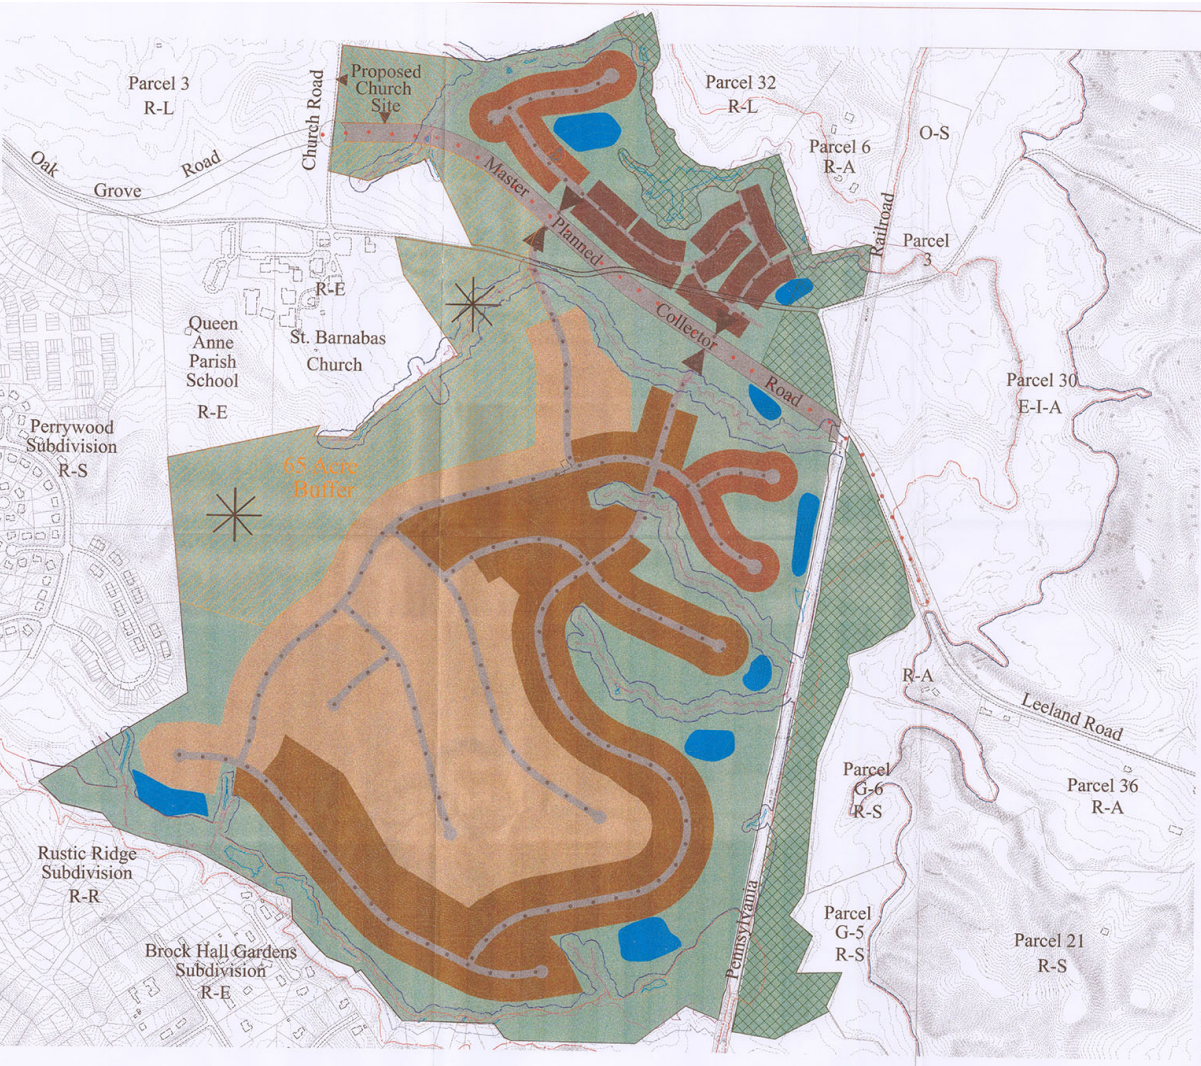 Parcel 3
R-L
Church Road
Proposed
Church
Site
Parcel 32
R-L
O-S
Parcel 6
R-A
Oak
Grove
Road
Master
Planned
Collector
Road
Railroad
Parcel
3
R-E
Queen
Anne
Parish
School
R-E
St. Barnabas
Church
Parcel 30
E-I-A
Perrywood
Subdivision
R-S
65 Acre
Buffer
R-A
Leeland Road
Parcel
G-6
R-S
Parcel 36
R-A
Rustic Ridge
Subdivision
R-R
Pennsylvania
Parcel
G-5
R-S
Parcel 21
R-S
Brock Hall Gardens
Subdivision
R-E